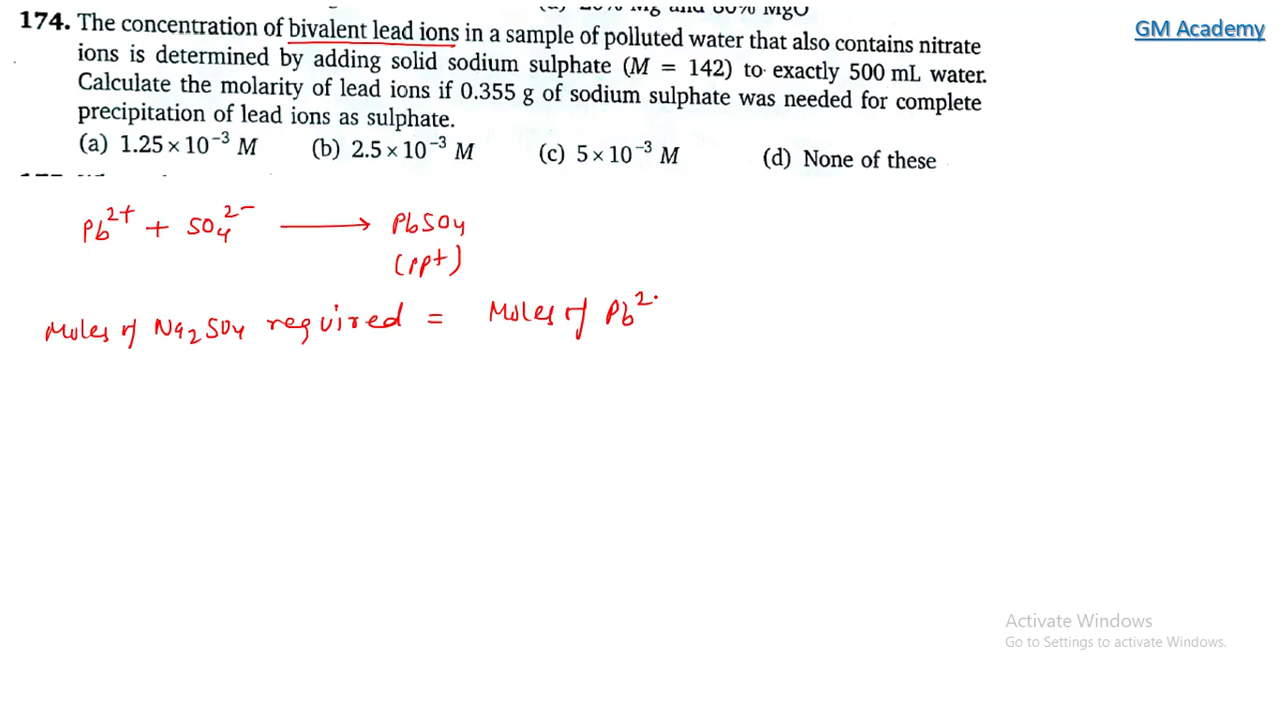 GM Academy
174. The concentration of bivalent lead ions in a sample of polluted water that also contains nitrate
ions is determined by adding solid sodium sulphate (M = 142) to exactly 500 mL water.
Calculate the molarity of lead ions if 0.355 g of sodium sulphate was needed for complete
precipitation of lead ions as sulphate.
(a) 1.25 × 10⁻³ M (b) 2.5 × 10⁻³ M (c) 5 × 10⁻³ M (d) None of these
Pb²⁺ + SO₄²⁻ ⟶ PbSO₄
(ppt)
Moles of Na₂SO₄ required = Moles of Pb²
Activate Windows
Go to Settings to activate Windows.